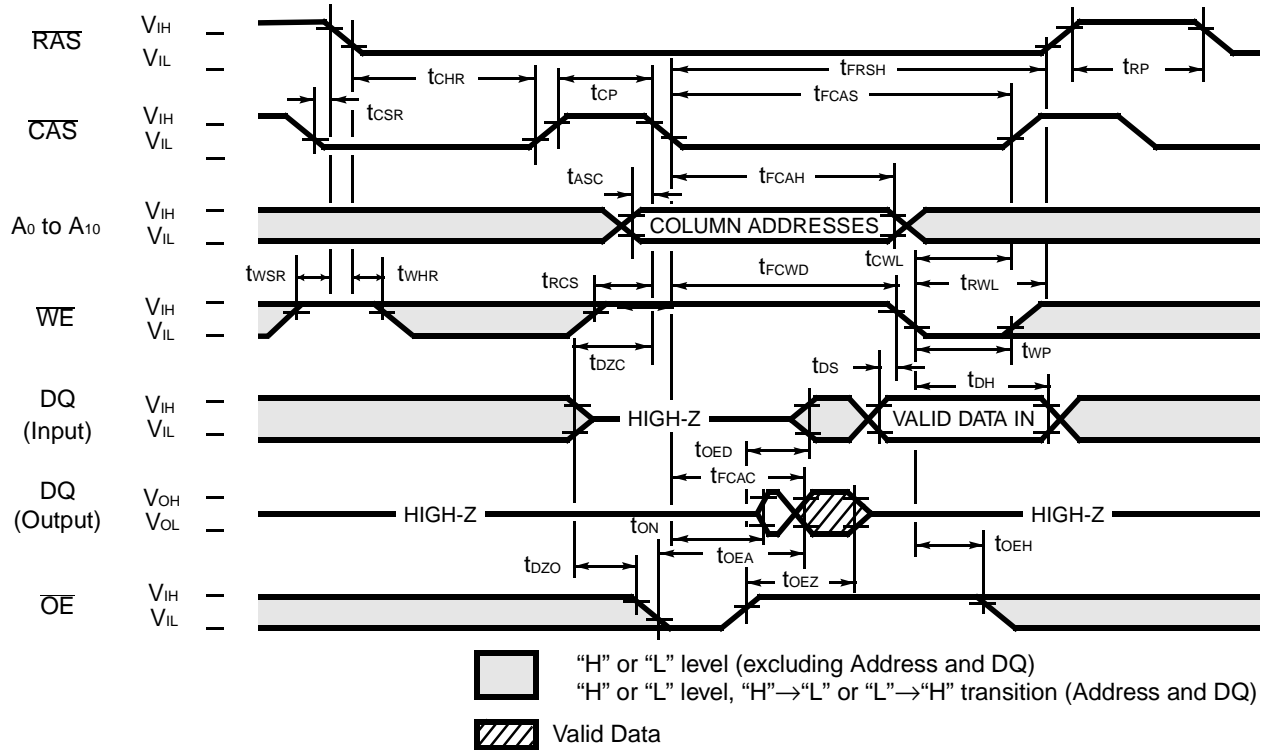 RAS
VIH
VIL
tCHR
tCP
tFRSH
tFCAS
tRP
tCSR
CAS
VIH
VIL
tASC
tFCAH
A0 to A10
VIH
VIL
COLUMN ADDRESSES
tWSR
tWHR
tRCS
tFCWD
tCWL
tRWL
WE
VIH
VIL
tDZC
tDS
tWP
tDH
DQ
(Input)
VIH
VIL
HIGH-Z
VALID DATA IN
tOED
tFCAC
DQ
(Output)
VOH
VOL
HIGH-Z
HIGH-Z
tON
tOEA
tOEH
tDZO
tOEZ
OE
VIH
VIL
“H” or “L” level (excluding Address and DQ)
“H” or “L” level, “H”→“L” or “L”→“H” transition (Address and DQ)
Valid Data